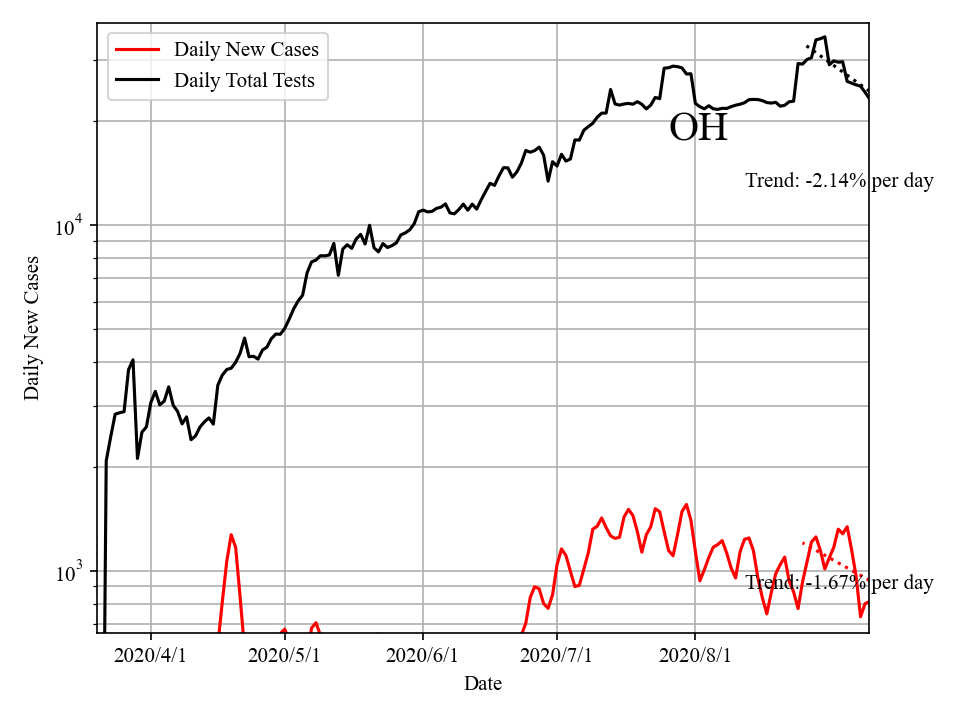 Daily New Cases
Daily Total Tests
OH
Trend: -2.14% per day
10^4
Daily New Cases
10^3
Trend: -1.67% per day
2020/4/1 2020/5/1 2020/6/1 2020/7/1 2020/8/1
Date